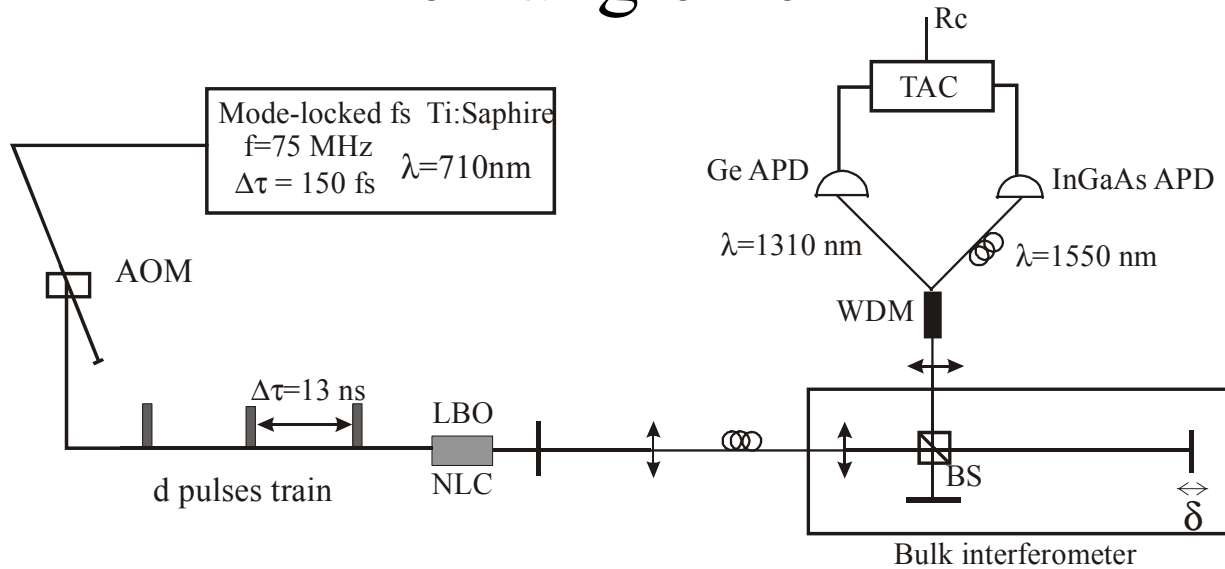 Rc
TAC
Mode-locked fs Ti:Saphire
f=75 MHz
λ=710nm
Δτ = 150 fs
Ge APD
InGaAs APD
λ=1310 nm
λ=1550 nm
AOM
WDM
Δτ=13 ns
LBO
NLC
BS
d pulses train
δ
Bulk interferometer